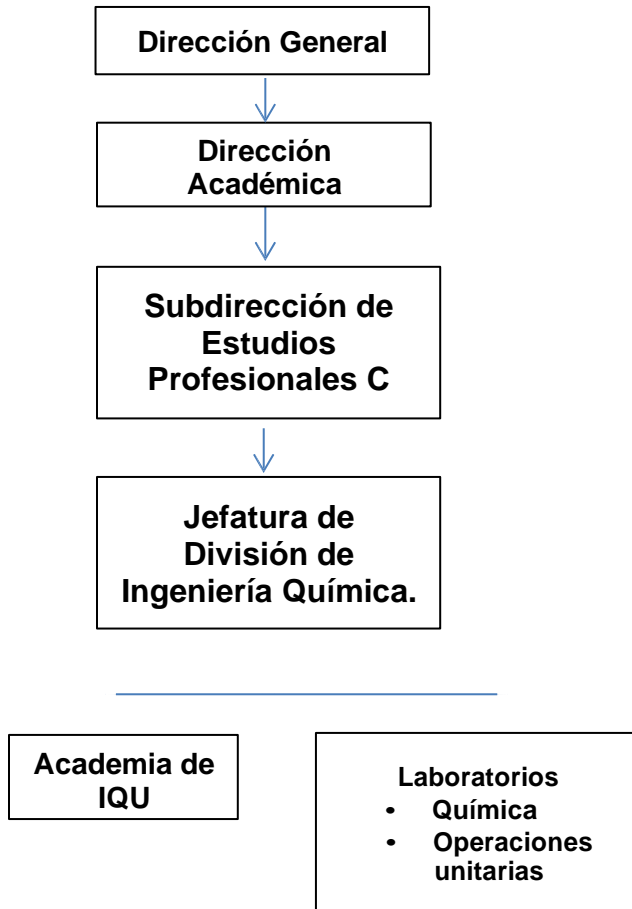 Dirección General
Dirección
Académica
Subdirección de
Estudios
Profesionales C
Jefatura de
División de
Ingeniería Química.
Academia de
IQU
Laboratorios
• Química
• Operaciones
unitarias